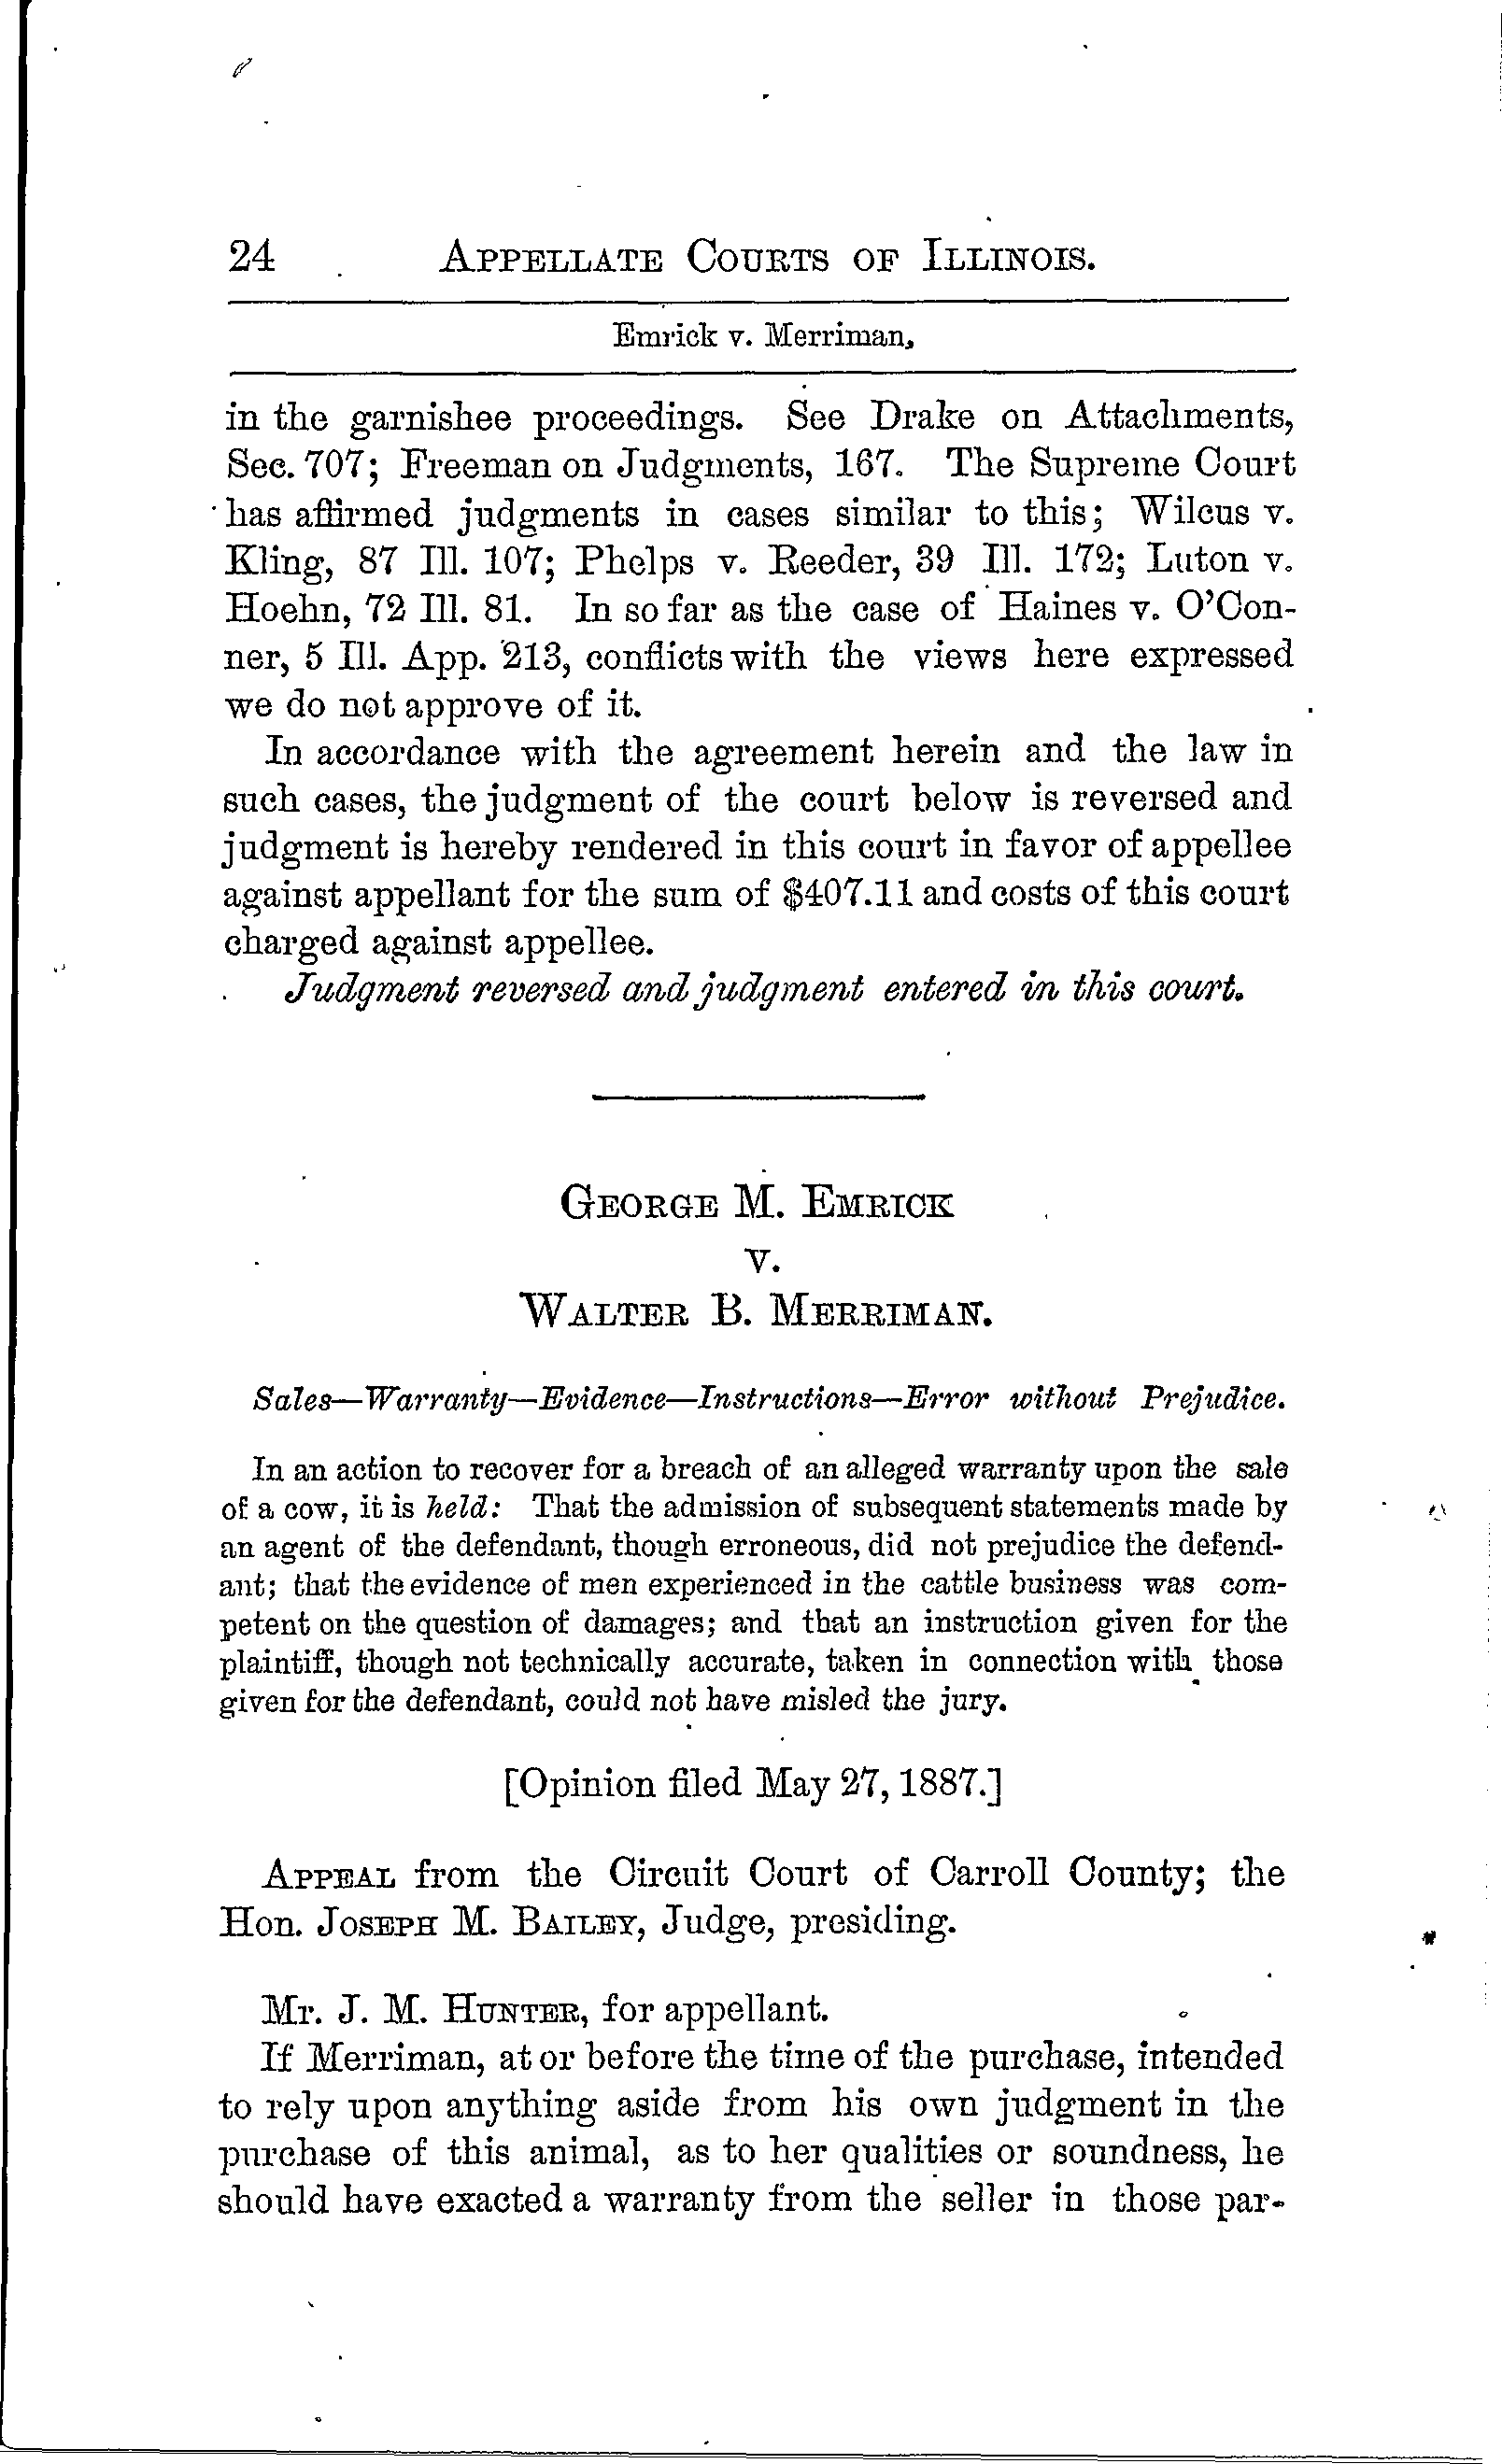 24 APPELLATE COURTS OF ILLINOIS.
Emrick v. Merriman.
in the garnishee proceedings. See Drake on Attachments,
Sec. 707; Freeman on Judgments, 167. The Supreme Court
has affirmed judgments in cases similar to this; Wilcus v.
Kling, 87 Ill. 107; Phelps v. Reeder, 39 Ill. 172; Luton v.
Hoehn, 72 Ill. 81. In so far as the case of Haines v. O'Con-
ner, 5 Ill. App. 213, conflicts with the views here expressed
we do not approve of it.
In accordance with the agreement herein and the law in
such cases, the judgment of the court below is reversed and
judgment is hereby rendered in this court in favor of appellee
against appellant for the sum of $407.11 and costs of this court
charged against appellee.
Judgment reversed and judgment entered in this court.
GEORGE M. EMRICK
v.
WALTER B. MERRIMAN.
Sales—Warranty—Evidence—Instructions—Error without Prejudice.
In an action to recover for a breach of an alleged warranty upon the sale
of a cow, it is held: That the admission of subsequent statements made by
an agent of the defendant, though erroneous, did not prejudice the defend-
ant; that the evidence of men experienced in the cattle business was com-
petent on the question of damages; and that an instruction given for the
plaintiff, though not technically accurate, taken in connection with those
given for the defendant, could not have misled the jury.
[Opinion filed May 27, 1887.]
APPEAL from the Circuit Court of Carroll County; the
Hon. JOSEPH M. BAILEY, Judge, presiding.
Mr. J. M. HUNTER, for appellant.
If Merriman, at or before the time of the purchase, intended
to rely upon anything aside from his own judgment in the
purchase of this animal, as to her qualities or soundness, he
should have exacted a warranty from the seller in those par-